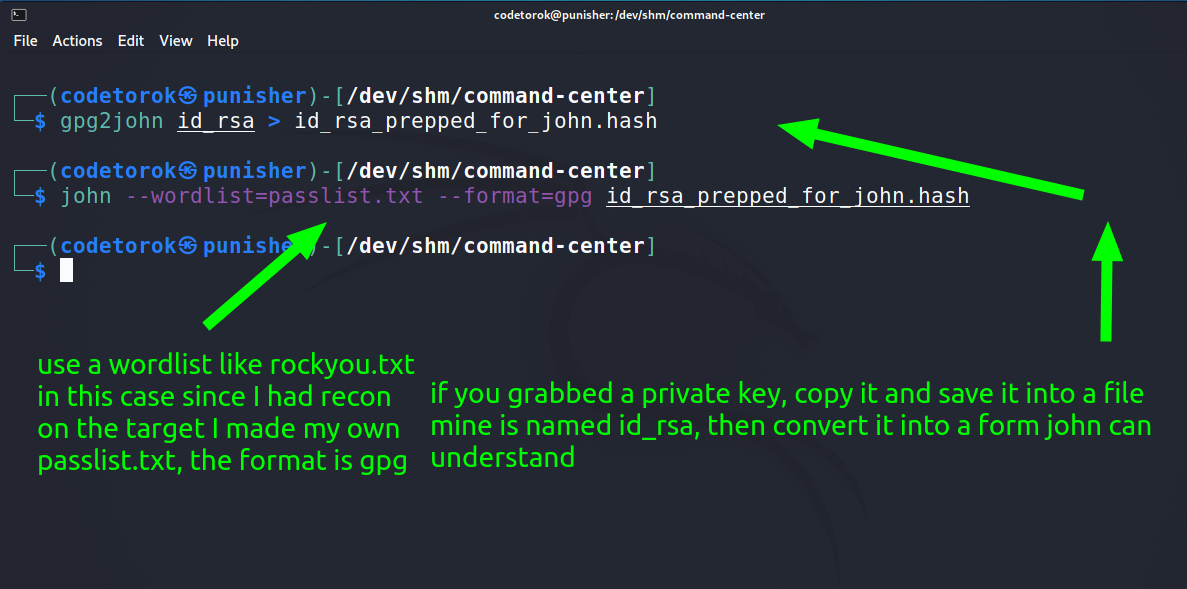 codetorok@punisher:/dev/shm/command-center
File Actions Edit View Help
┌──(codetorok㉿punisher)-[/dev/shm/command-center]
└─$ gpg2john id_rsa > id_rsa_prepped_for_john.hash
┌──(codetorok㉿punisher)-[/dev/shm/command-center]
└─$ john --wordlist=passlist.txt --format=gpg id_rsa_prepped_for_john.hash
┌──(codetorok㉿punisher)-[/dev/shm/command-center]
└─$
use a wordlist like rockyou.txt
in this case since I had recon
on the target I made my own
passlist.txt, the format is gpg
if you grabbed a private key, copy it and save it into a file
mine is named id_rsa, then convert it into a form john can
understand